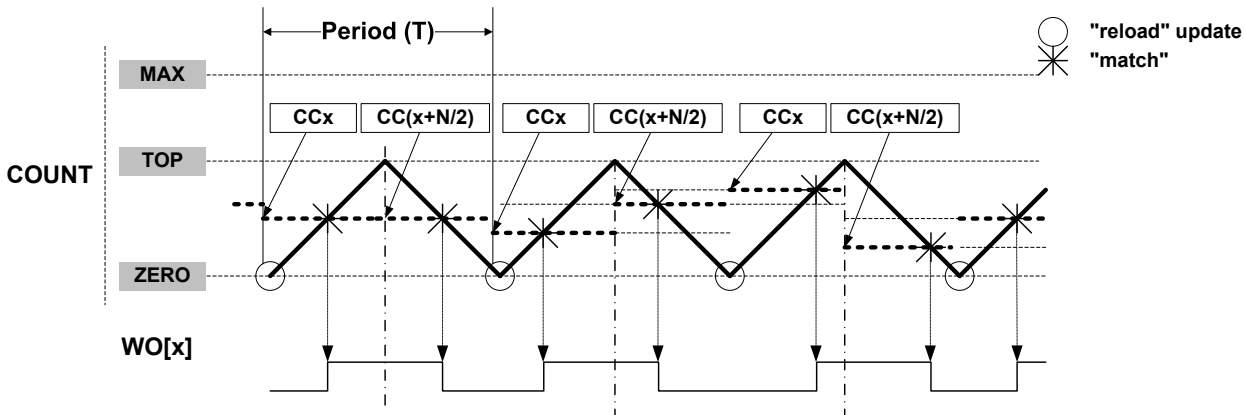 Period (T)
"reload" update
"match"
MAX
CCx
CC(x+N/2)
CCx
CC(x+N/2)
CCx
CC(x+N/2)
TOP
COUNT
ZERO
WO[x]